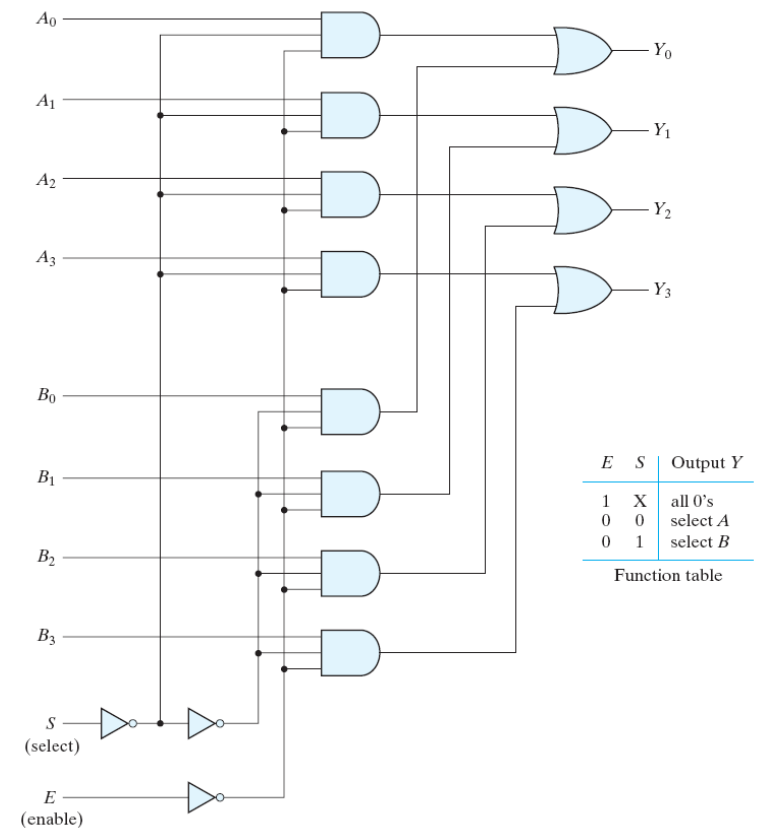 A0
Y0
A1
Y1
A2
Y2
A3
Y3
B0
B1
B2
B3
S
(select)
E
(enable)
E S Output Y
1 X all 0's
0 0 select A
0 1 select B
Function table